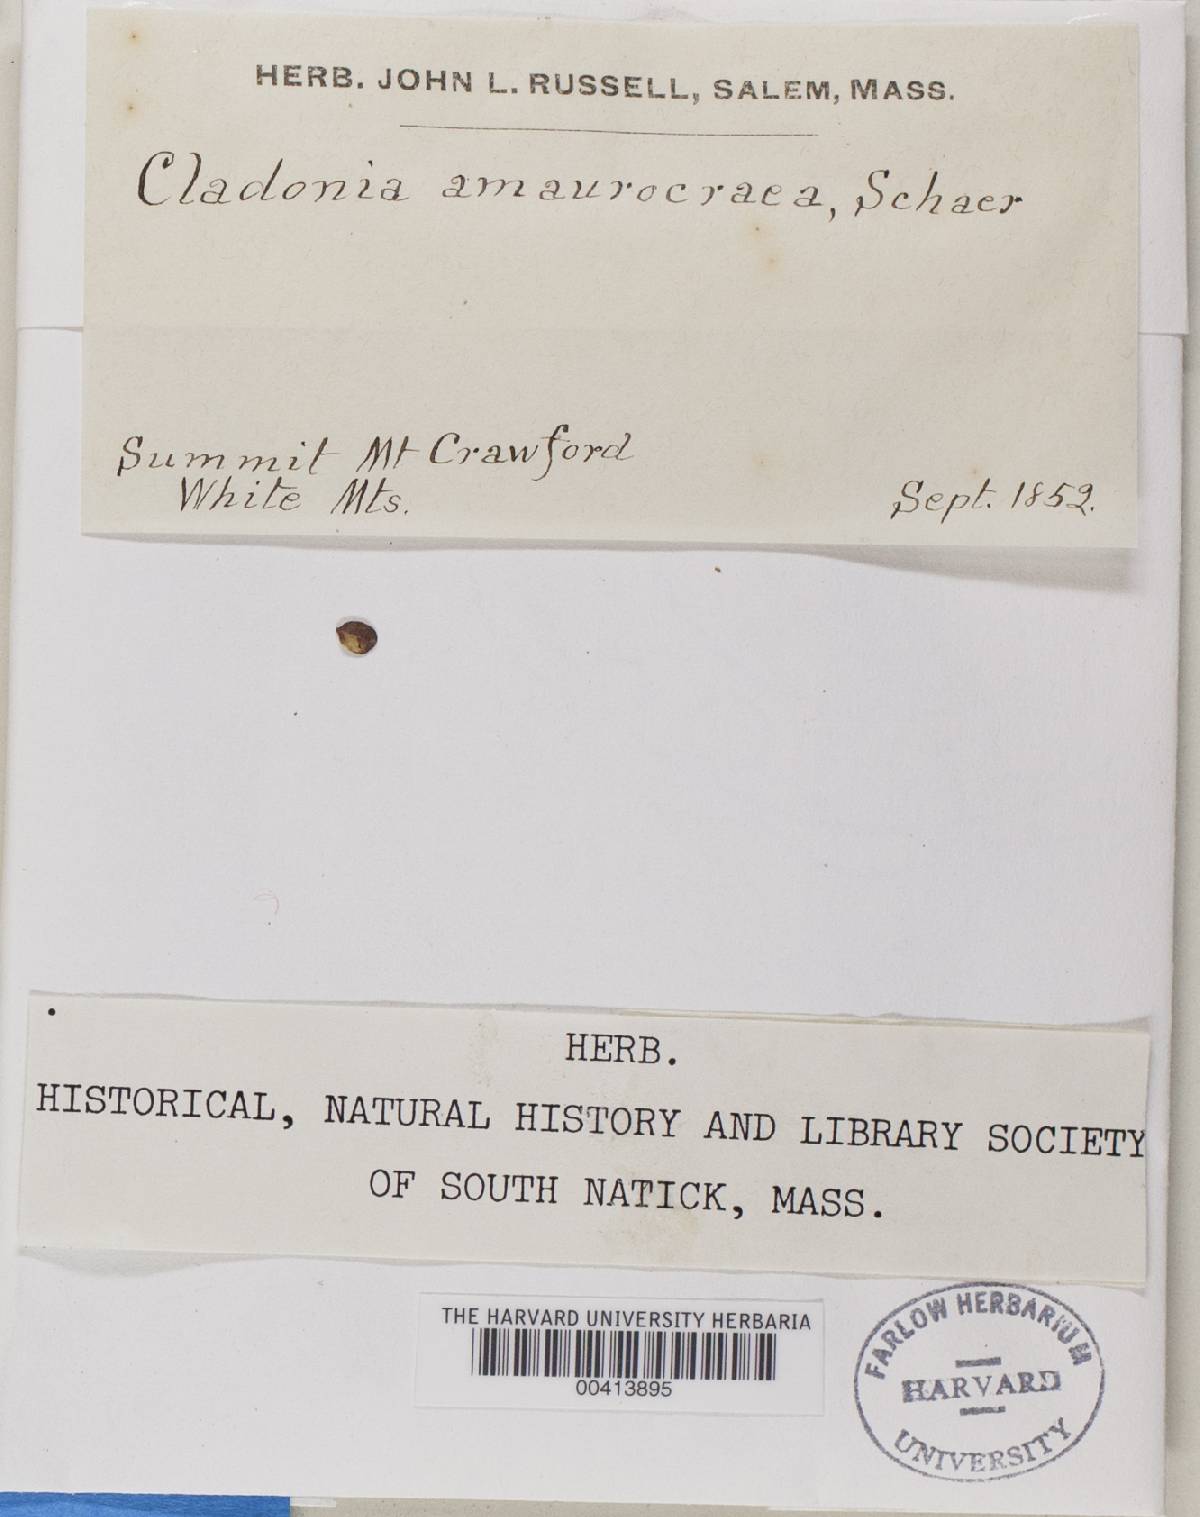 HERB. JOHN L. RUSSELL, SALEM, MASS.
Cladonia amaurocraea, Schaer
Summit Mt Crawford
White Mts.
Sept. 1852.
HERB.
HISTORICAL, NATURAL HISTORY AND LIBRARY SOCIETY
OF SOUTH NATICK, MASS.
THE HARVARD UNIVERSITY HERBARIA
00413895
FARLOW HERBARIUM
HARVARD
UNIVERSITY